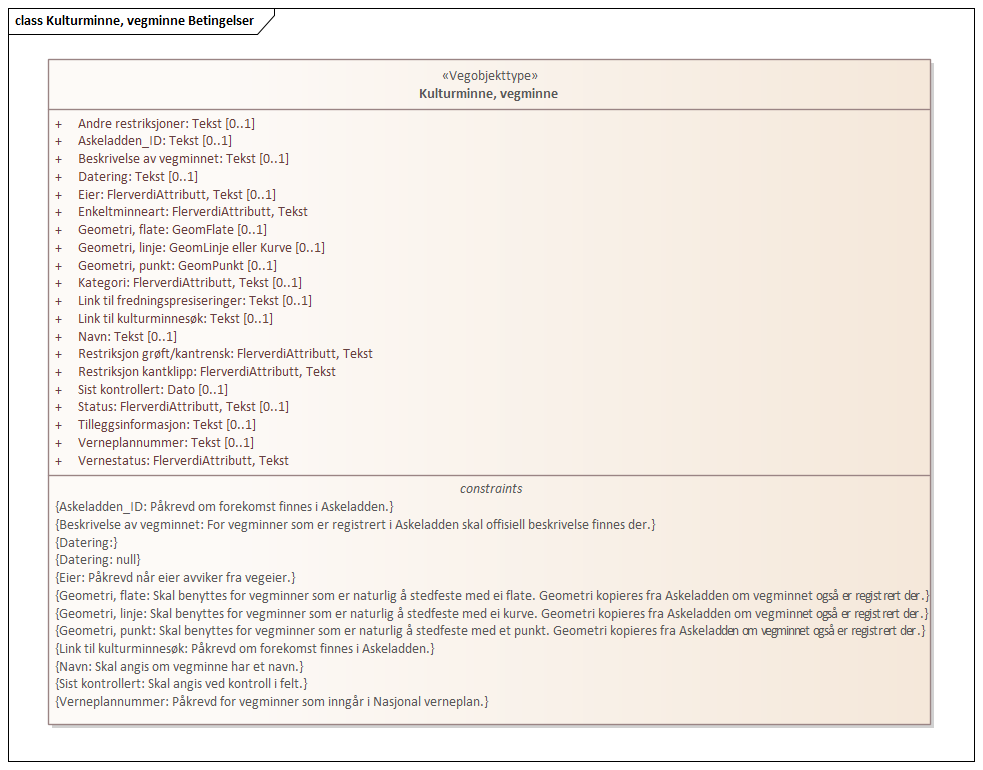 class Kulturminne, vegminne Betingelser
«Vegobjekttype»
Kulturminne, vegminne
+ Andre restriksjoner: Tekst [0..1]
+ Askeladden_ID: Tekst [0..1]
+ Beskrivelse av vegminnet: Tekst [0..1]
+ Datering: Tekst [0..1]
+ Eier: FlerverdiAttributt, Tekst [0..1]
+ Enkeltminneart: FlerverdiAttributt, Tekst
+ Geometri, flate: GeomFlate [0..1]
+ Geometri, linje: GeomLinje eller Kurve [0..1]
+ Geometri, punkt: GeomPunkt [0..1]
+ Kategori: FlerverdiAttributt, Tekst [0..1]
+ Link til fredningspresiseringer: Tekst [0..1]
+ Link til kulturminnesøk: Tekst [0..1]
+ Navn: Tekst [0..1]
+ Restriksjon grøft/kantrensk: FlerverdiAttributt, Tekst
+ Restriksjon kantklipp: FlerverdiAttributt, Tekst
+ Sist kontrollert: Dato [0..1]
+ Status: FlerverdiAttributt, Tekst [0..1]
+ Tilleggsinformasjon: Tekst [0..1]
+ Verneplannummer: Tekst [0..1]
+ Vernestatus: FlerverdiAttributt, Tekst
constraints
{Askeladden_ID: Påkrevd om forekomst finnes i Askeladden.}
{Beskrivelse av vegminnet: For vegminner som er registrert i Askeladden skal offisiell beskrivelse finnes der.}
{Datering:}
{Datering: null}
{Eier: Påkrevd når eier avviker fra vegeier.}
{Geometri, flate: Skal benyttes for vegminner som er naturlig å stedfeste med ei flate. Geometri kopieres fra Askeladden om vegminnet også er registrert der.}
{Geometri, linje: Skal benyttes for vegminner som er naturlig å stedfeste med ei kurve. Geometri kopieres fra Askeladden om vegminnet også er registrert der.}
{Geometri, punkt: Skal benyttes for vegminner som er naturlig å stedfeste med et punkt. Geometri kopieres fra Askeladden om vegminnet også er registrert der.}
{Link til kulturminnesøk: Påkrevd om forekomst finnes i Askeladden.}
{Navn: Skal angis om vegminne har et navn.}
{Sist kontrollert: Skal angis ved kontroll i felt.}
{Verneplannummer: Påkrevd for vegminner som inngår i Nasjonal verneplan.}